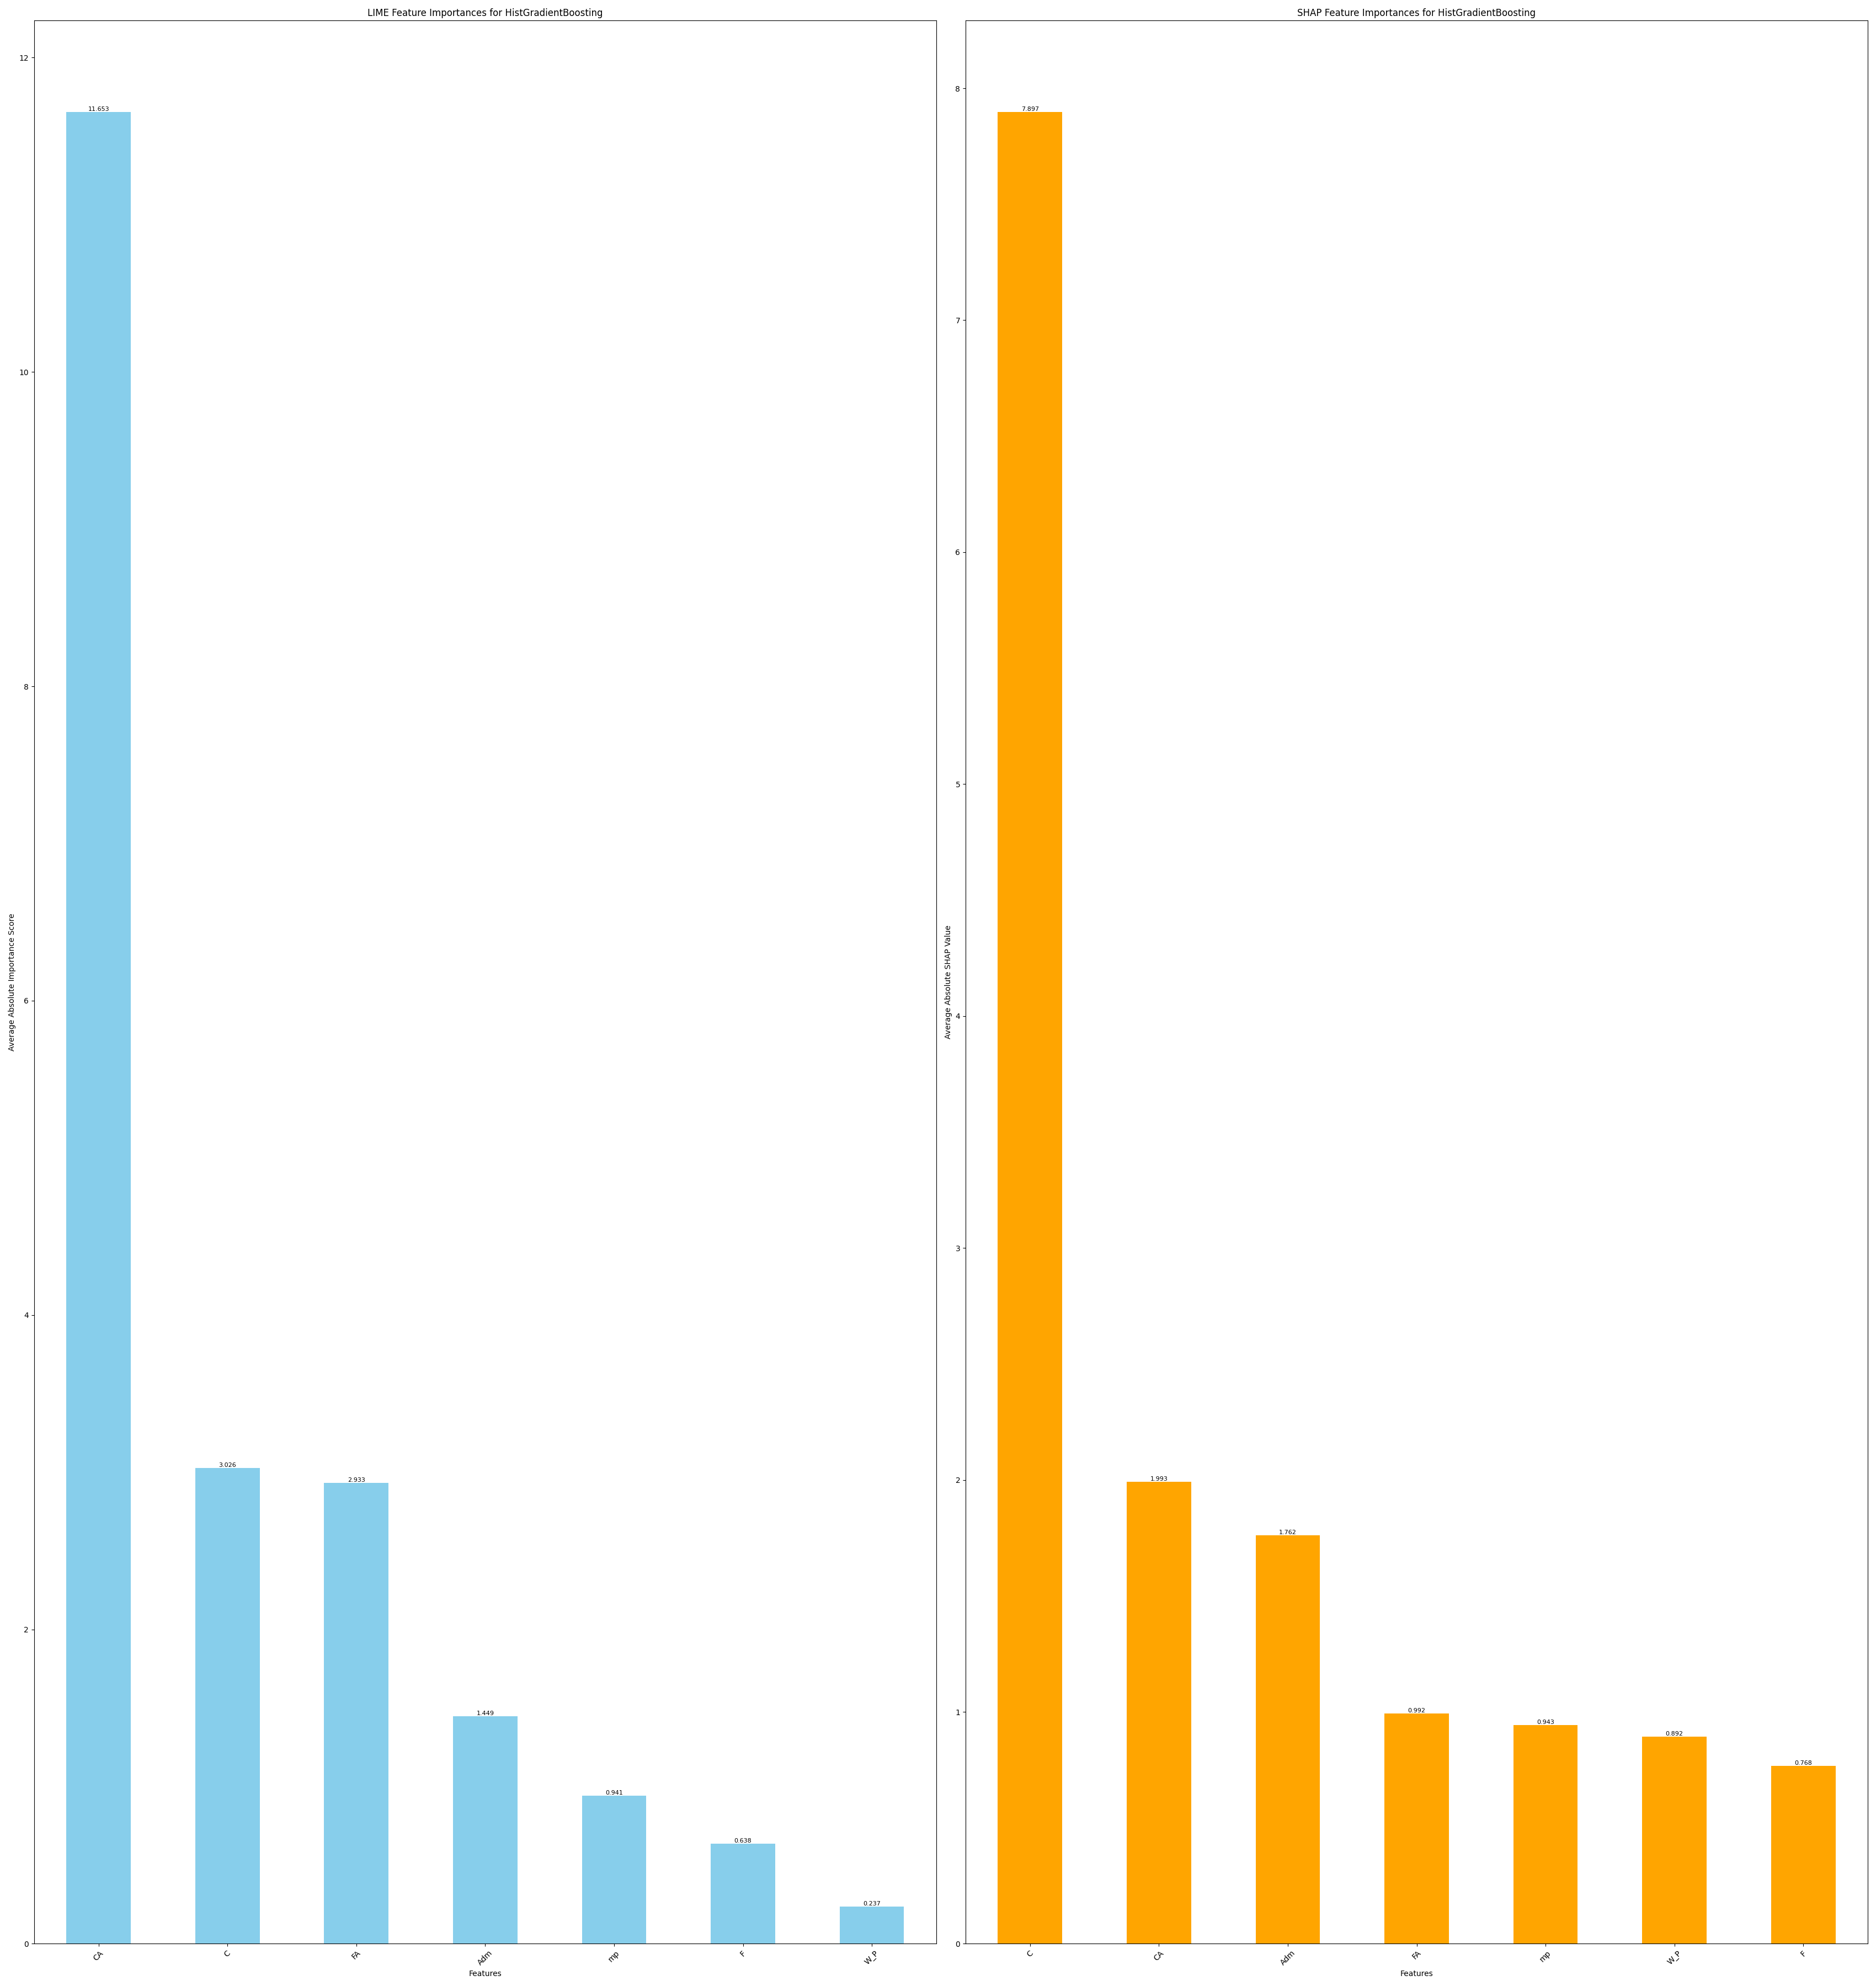 LIME Feature Importances for HistGradientBoosting
Average Absolute Importance Score
12
10
8
6
4
2
0
11.653
3.026
2.933
1.449
0.941
0.638
0.237
CA
C
FA
Adm
mp
F
W_P
Features
SHAP Feature Importances for HistGradientBoosting
Average Absolute SHAP Value
8
7
6
5
4
3
2
1
0
7.897
1.993
1.762
0.992
0.943
0.892
0.768
C
CA
Adm
FA
mp
W_P
F
Features